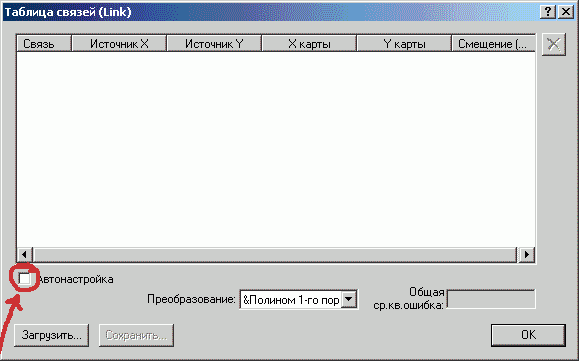 Таблица связей (Link)
Связь Источник X Источник Y X карты Y карты Смещение (...
Автонастройка
Преобразование: &Полином 1-го пор Общая ср.кв.ошибка:
Загрузить... Сохранить... OK